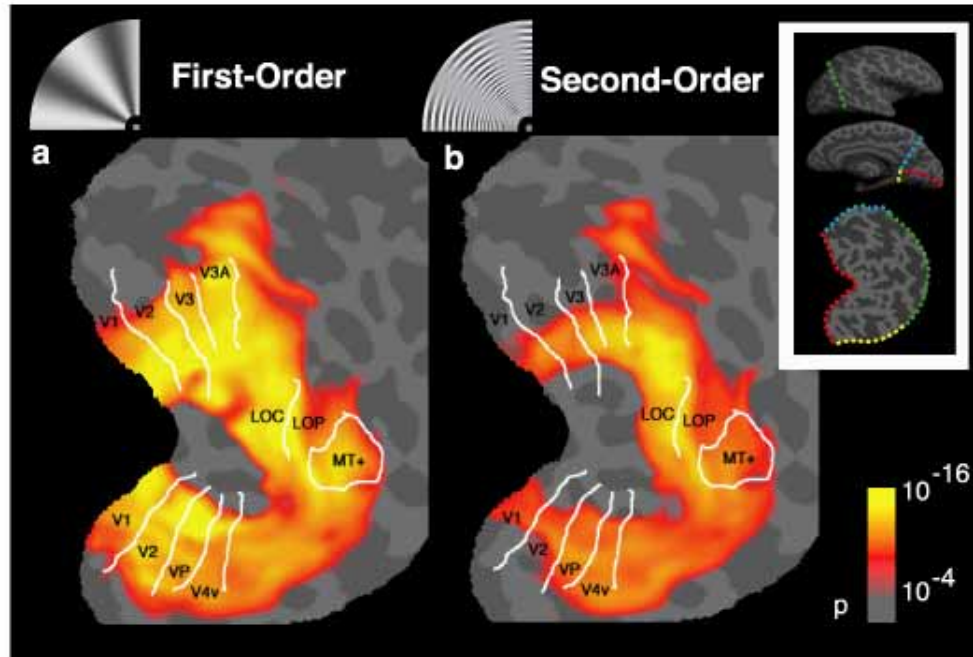 First-Order
Second-Order
a
b
V3A
V3
V2
V1
LOC
LOP
MT+
V1
V2
VP
V4v
V3A
V3
V2
V1
LOC
LOP
MT+
V1
V2
VP
V4v
10-16
10-4
p